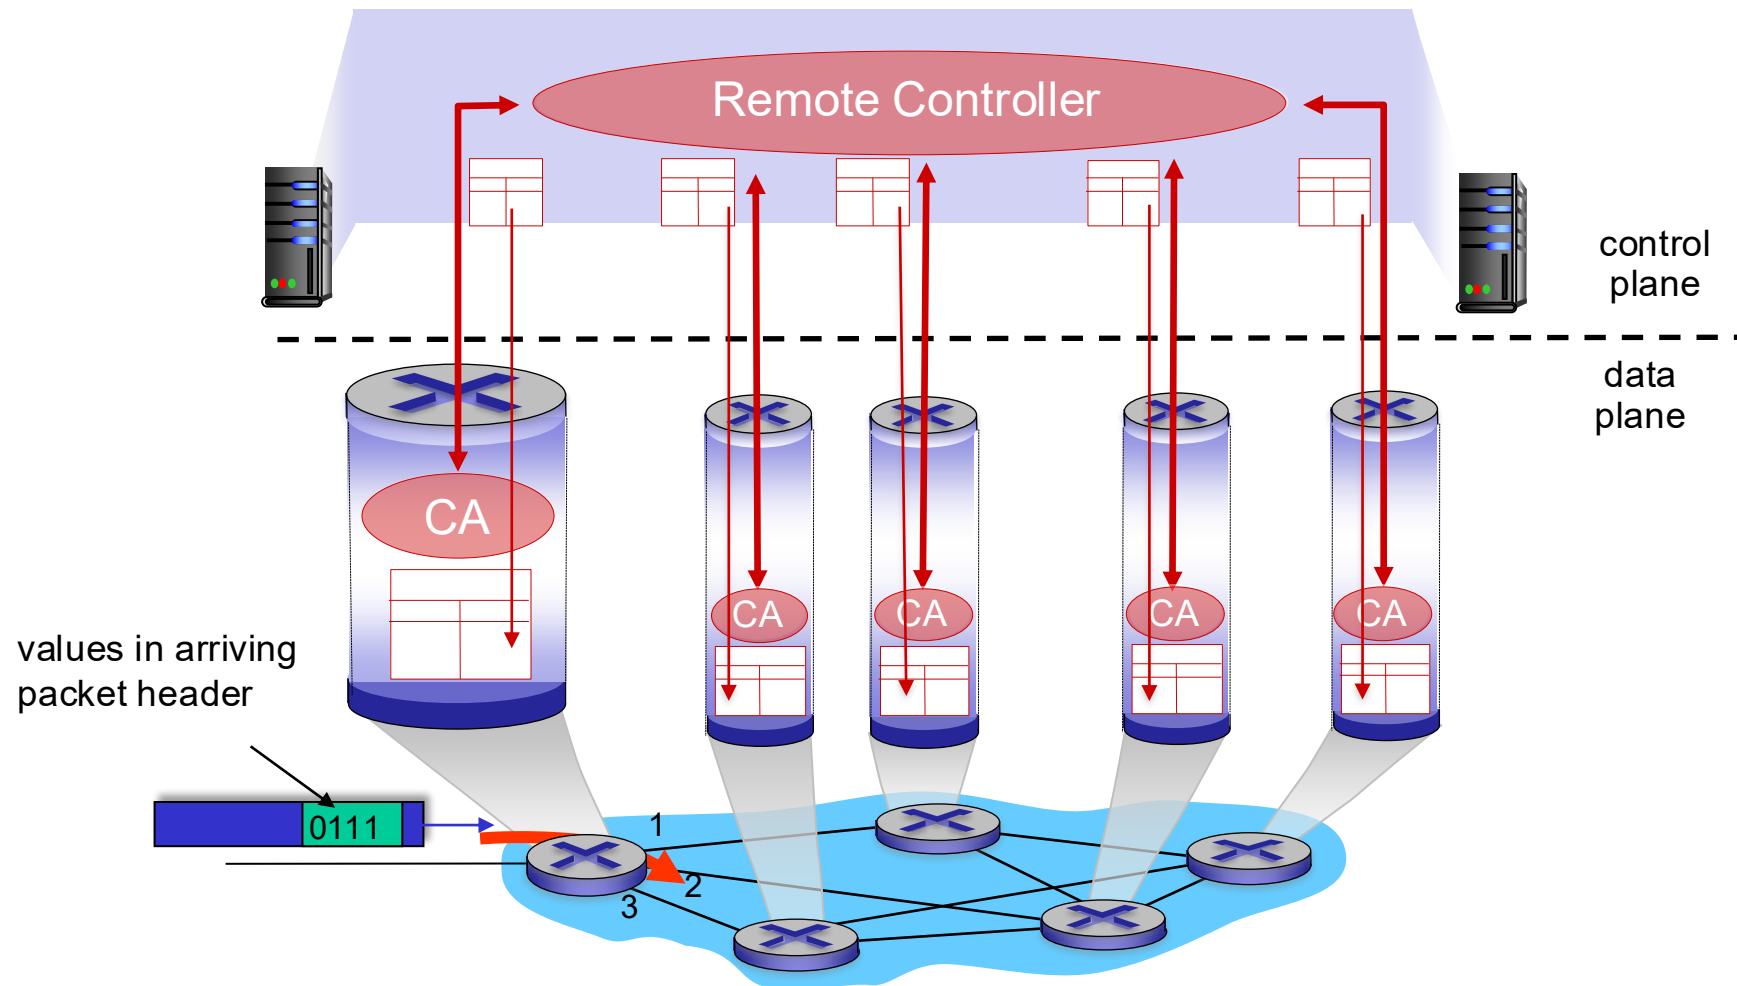 Remote Controller
control
plane
data
plane
CA
CA
CA
CA
CA
values in arriving
packet header
0111
1
2
3